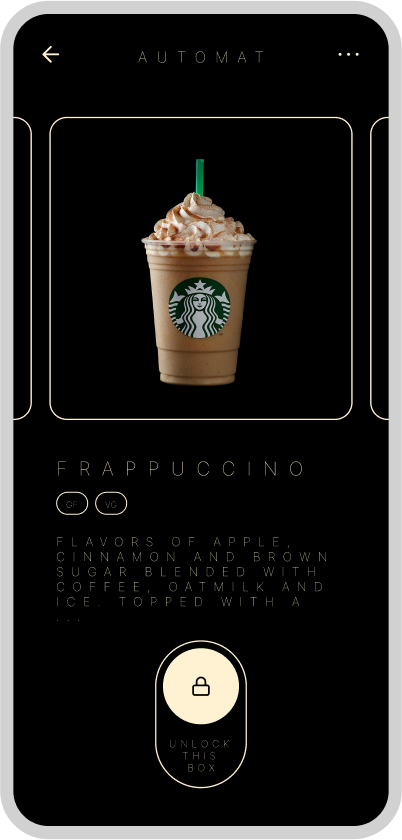 AUTOMAT
FRAPPUCCINO
GF VG
FLAVORS OF APPLE,
CINNAMON AND BROWN
SUGAR BLENDED WITH
COFFEE, OATMILK AND
ICE. TOPPED WITH A
...
UNLOCK
THIS
BOX